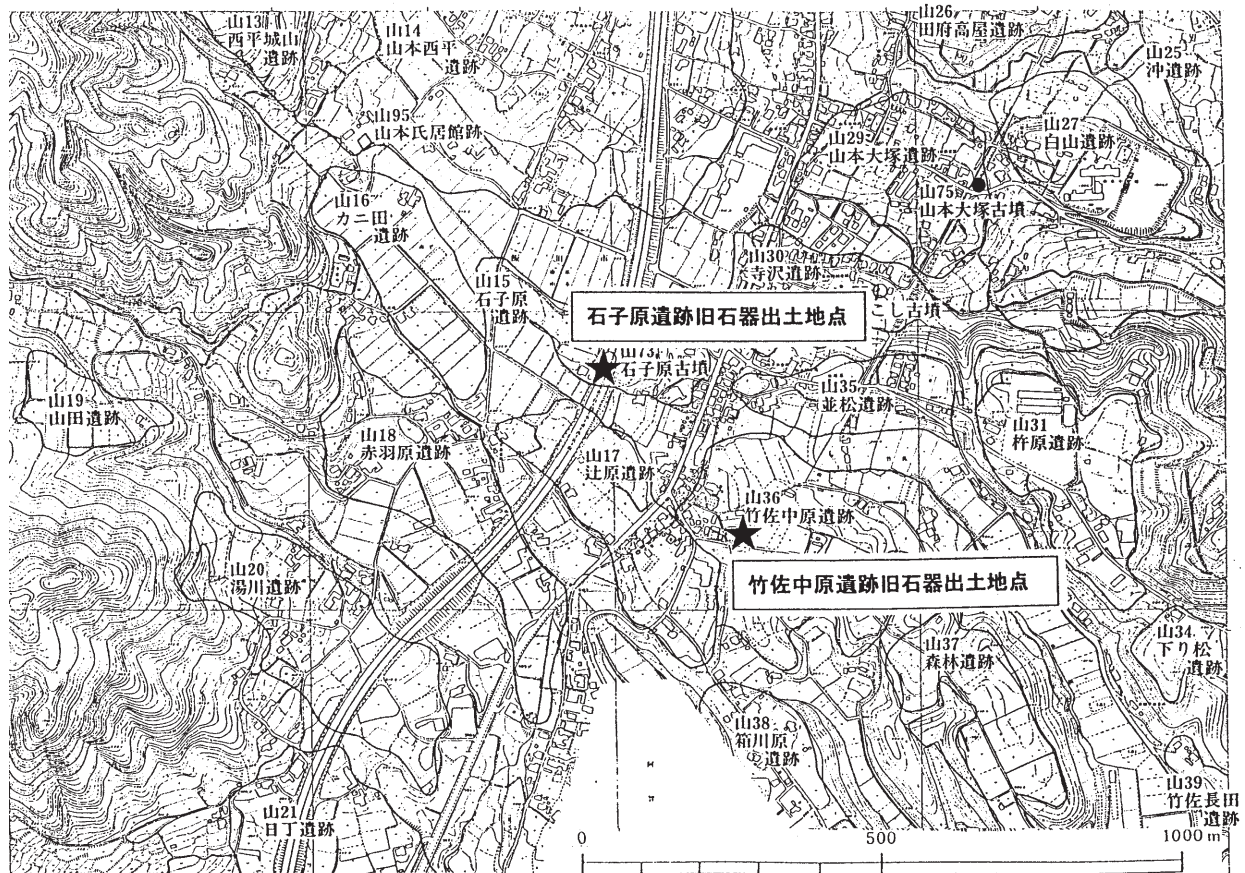 山13
西平城山
遺跡
山14
山本西平
遺跡
山26
田府高屋遺跡
山25
沖遺跡
山95
山本氏居館跡
山29
山本大塚遺跡
山27
白山遺跡
山16
カニ田
遺跡
山75
山本大塚古墳
山15
石子原
遺跡
山30
寺沢遺跡
石子原遺跡旧石器出土地点
こし古墳
山73
石子原古墳
山19
山田遺跡
山18
赤羽原遺跡
山35
並松遺跡
山31
杵原遺跡
山17
辻原遺跡
山36
竹佐中原遺跡
竹佐中原遺跡旧石器出土地点
山20
湯川遺跡
山37
森林遺跡
山34
下り松
遺跡
山38
箱川原
遺跡
山21
日丁遺跡
山39
竹佐長田
遺跡
0 500 1000m